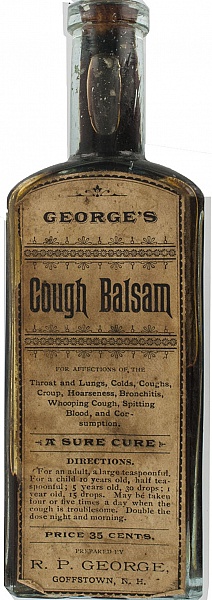 GEORGE'S
Cough Balsam
FOR AFFECTIONS OF THE
Throat and Lungs, Colds, Coughs,
Croup, Hoarseness, Bronchitis,
Whooping Cough, Spitting
Blood, and Con-
sumption.
A SURE CURE
DIRECTIONS.
For an adult, a large teaspoonful.
For a child 10 years old, half tea-
spoonful; 5 years old, 30 drops; 1
year old, 15 drops. May be taken
four or five times a day when the
cough is troublesome. Double the
dose night and morning.
PRICE 35 CENTS.
PREPARED BY
R. P. GEORGE,
GOFFSTOWN, N. H.